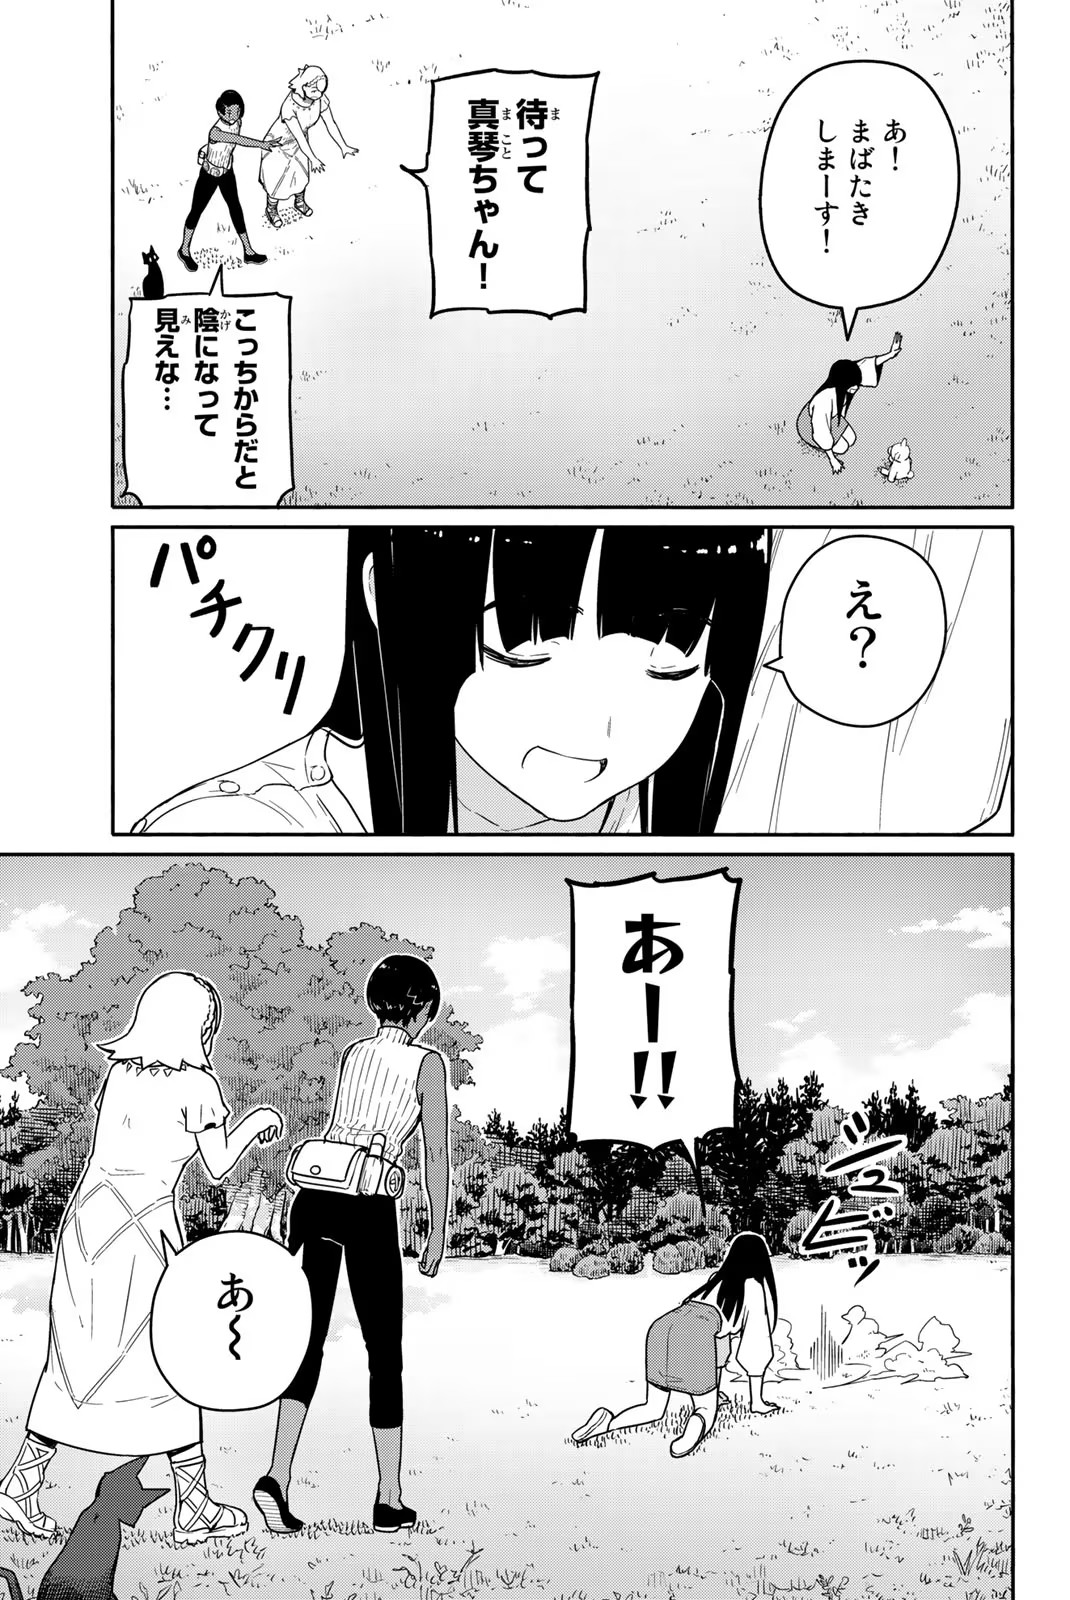 あ!
まばたき
しまーす!
待って
真琴ちゃん!
こっちからだと
陰になって
見えな…
え?
パチクリ
あー!!
ジュゾッ
あ〜